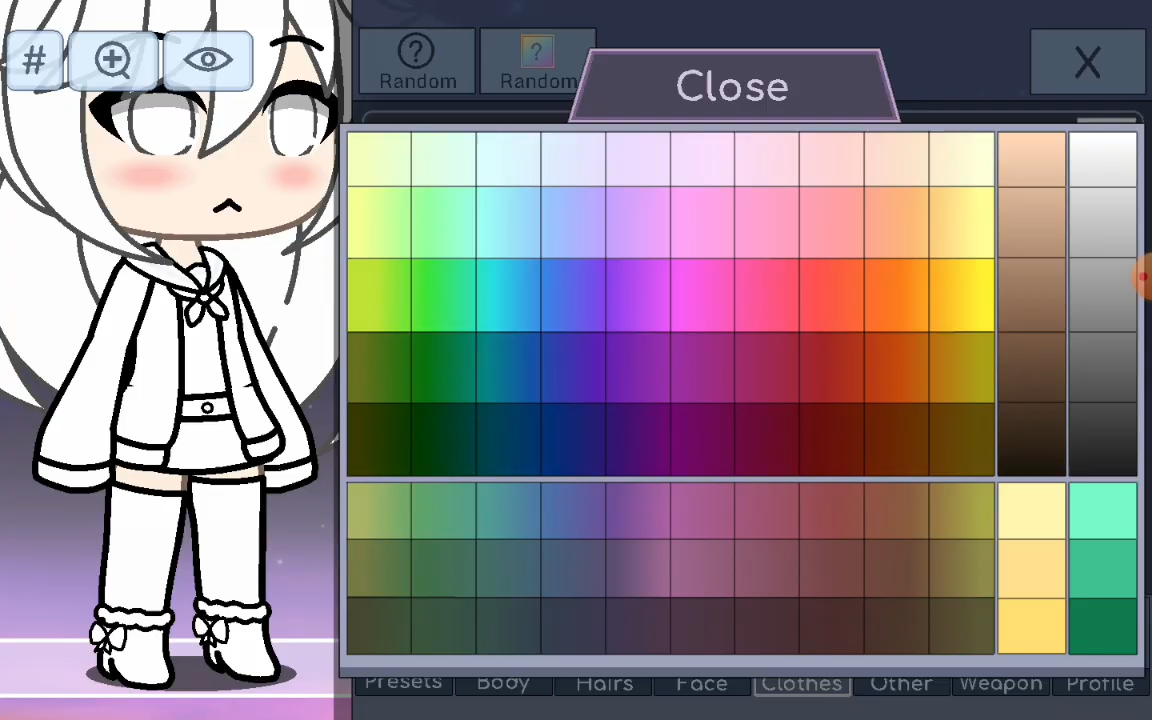 #
? Random
? Random
Close
X
Presets Body Hairs Face Clothes Other Weapon Profile